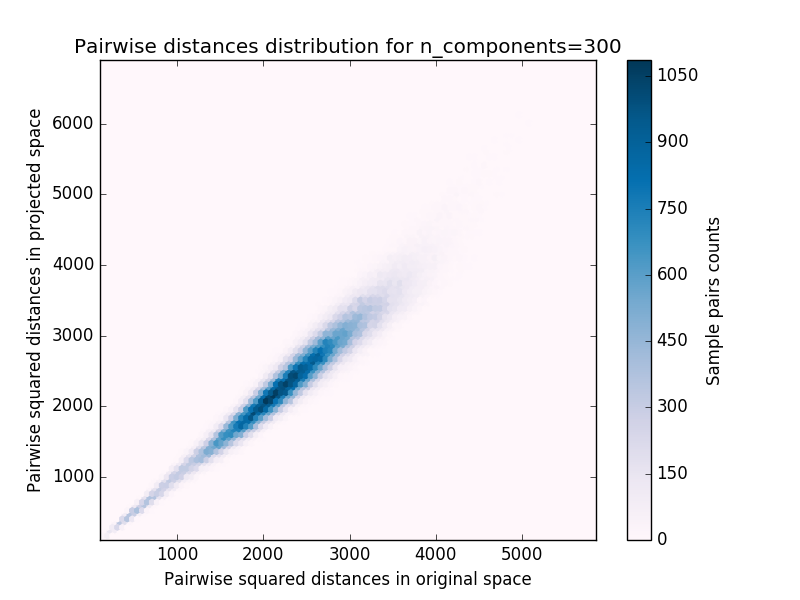 Pairwise distances distribution for n_components=300
Pairwise squared distances in projected space
6000
5000
4000
3000
2000
1000
1000 2000 3000 4000 5000
Pairwise squared distances in original space
1050
900
750
600
450
300
150
0
Sample pairs counts